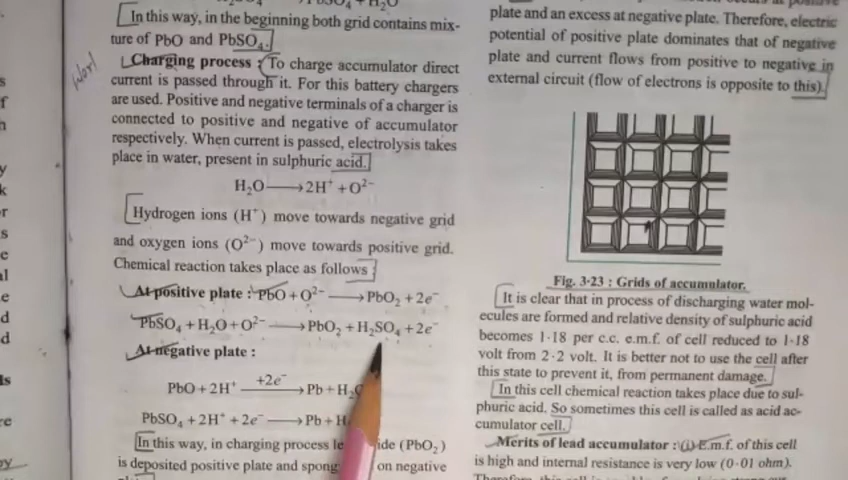 In this way, in the beginning both grid contains mix-
ture of PbO and PbSO₄.
Charging process : To charge accumulator direct
current is passed through it. For this battery chargers
are used. Positive and negative terminals of a charger is
connected to positive and negative of accumulator
respectively. When current is passed, electrolysis takes
place in water, present in sulphuric acid.
H₂O ⟶ 2H⁺ + O²⁻
Hydrogen ions (H⁺) move towards negative grid
and oxygen ions (O²⁻) move towards positive grid.
Chemical reaction takes place as follows :
At positive plate : PbO + O²⁻ ⟶ PbO₂ + 2e⁻
PbSO₄ + H₂O + O²⁻ ⟶ PbO₂ + H₂SO₄ + 2e⁻
At negative plate :
PbO + 2H⁺ +2e⁻ ⟶ Pb + H₂O
PbSO₄ + 2H⁺ + 2e⁻ ⟶ Pb + H
In this way, in charging process le ide (PbO₂)
is deposited positive plate and spong on negative
plate and an excess at negative plate. Therefore, electric
potential of positive plate dominates that of negative
plate and current flows from positive to negative in
external circuit (flow of electrons is opposite to this).
Fig. 3·23 : Grids of accumulator.
It is clear that in process of discharging water mol-
ecules are formed and relative density of sulphuric acid
becomes 1·18 per c.c. e.m.f. of cell reduced to 1·18
volt from 2·2 volt. It is better not to use the cell after
this state to prevent it, from permanent damage.
In this cell chemical reaction takes place due to sul-
phuric acid. So sometimes this cell is called as acid ac-
cumulator cell.
Merits of lead accumulator : (i) E.m.f. of this cell
is high and internal resistance is very low (0·01 ohm).